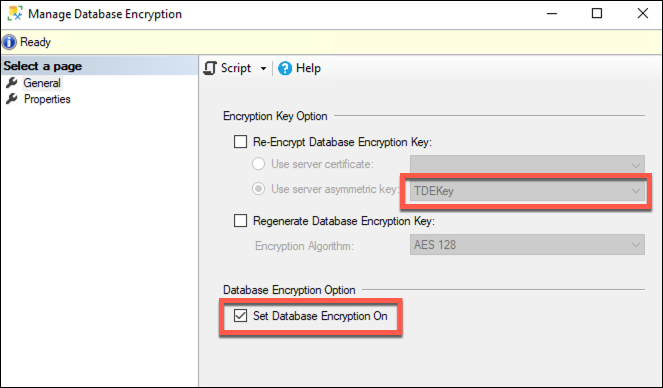 Manage Database Encryption
Ready
Select a page
General
Properties
Script Help
Encryption Key Option
Re-Encrypt Database Encryption Key:
Use server certificate:
Use server asymmetric key: TDEKey
Regenerate Database Encryption Key:
Encryption Algorithm: AES 128
Database Encryption Option
Set Database Encryption On